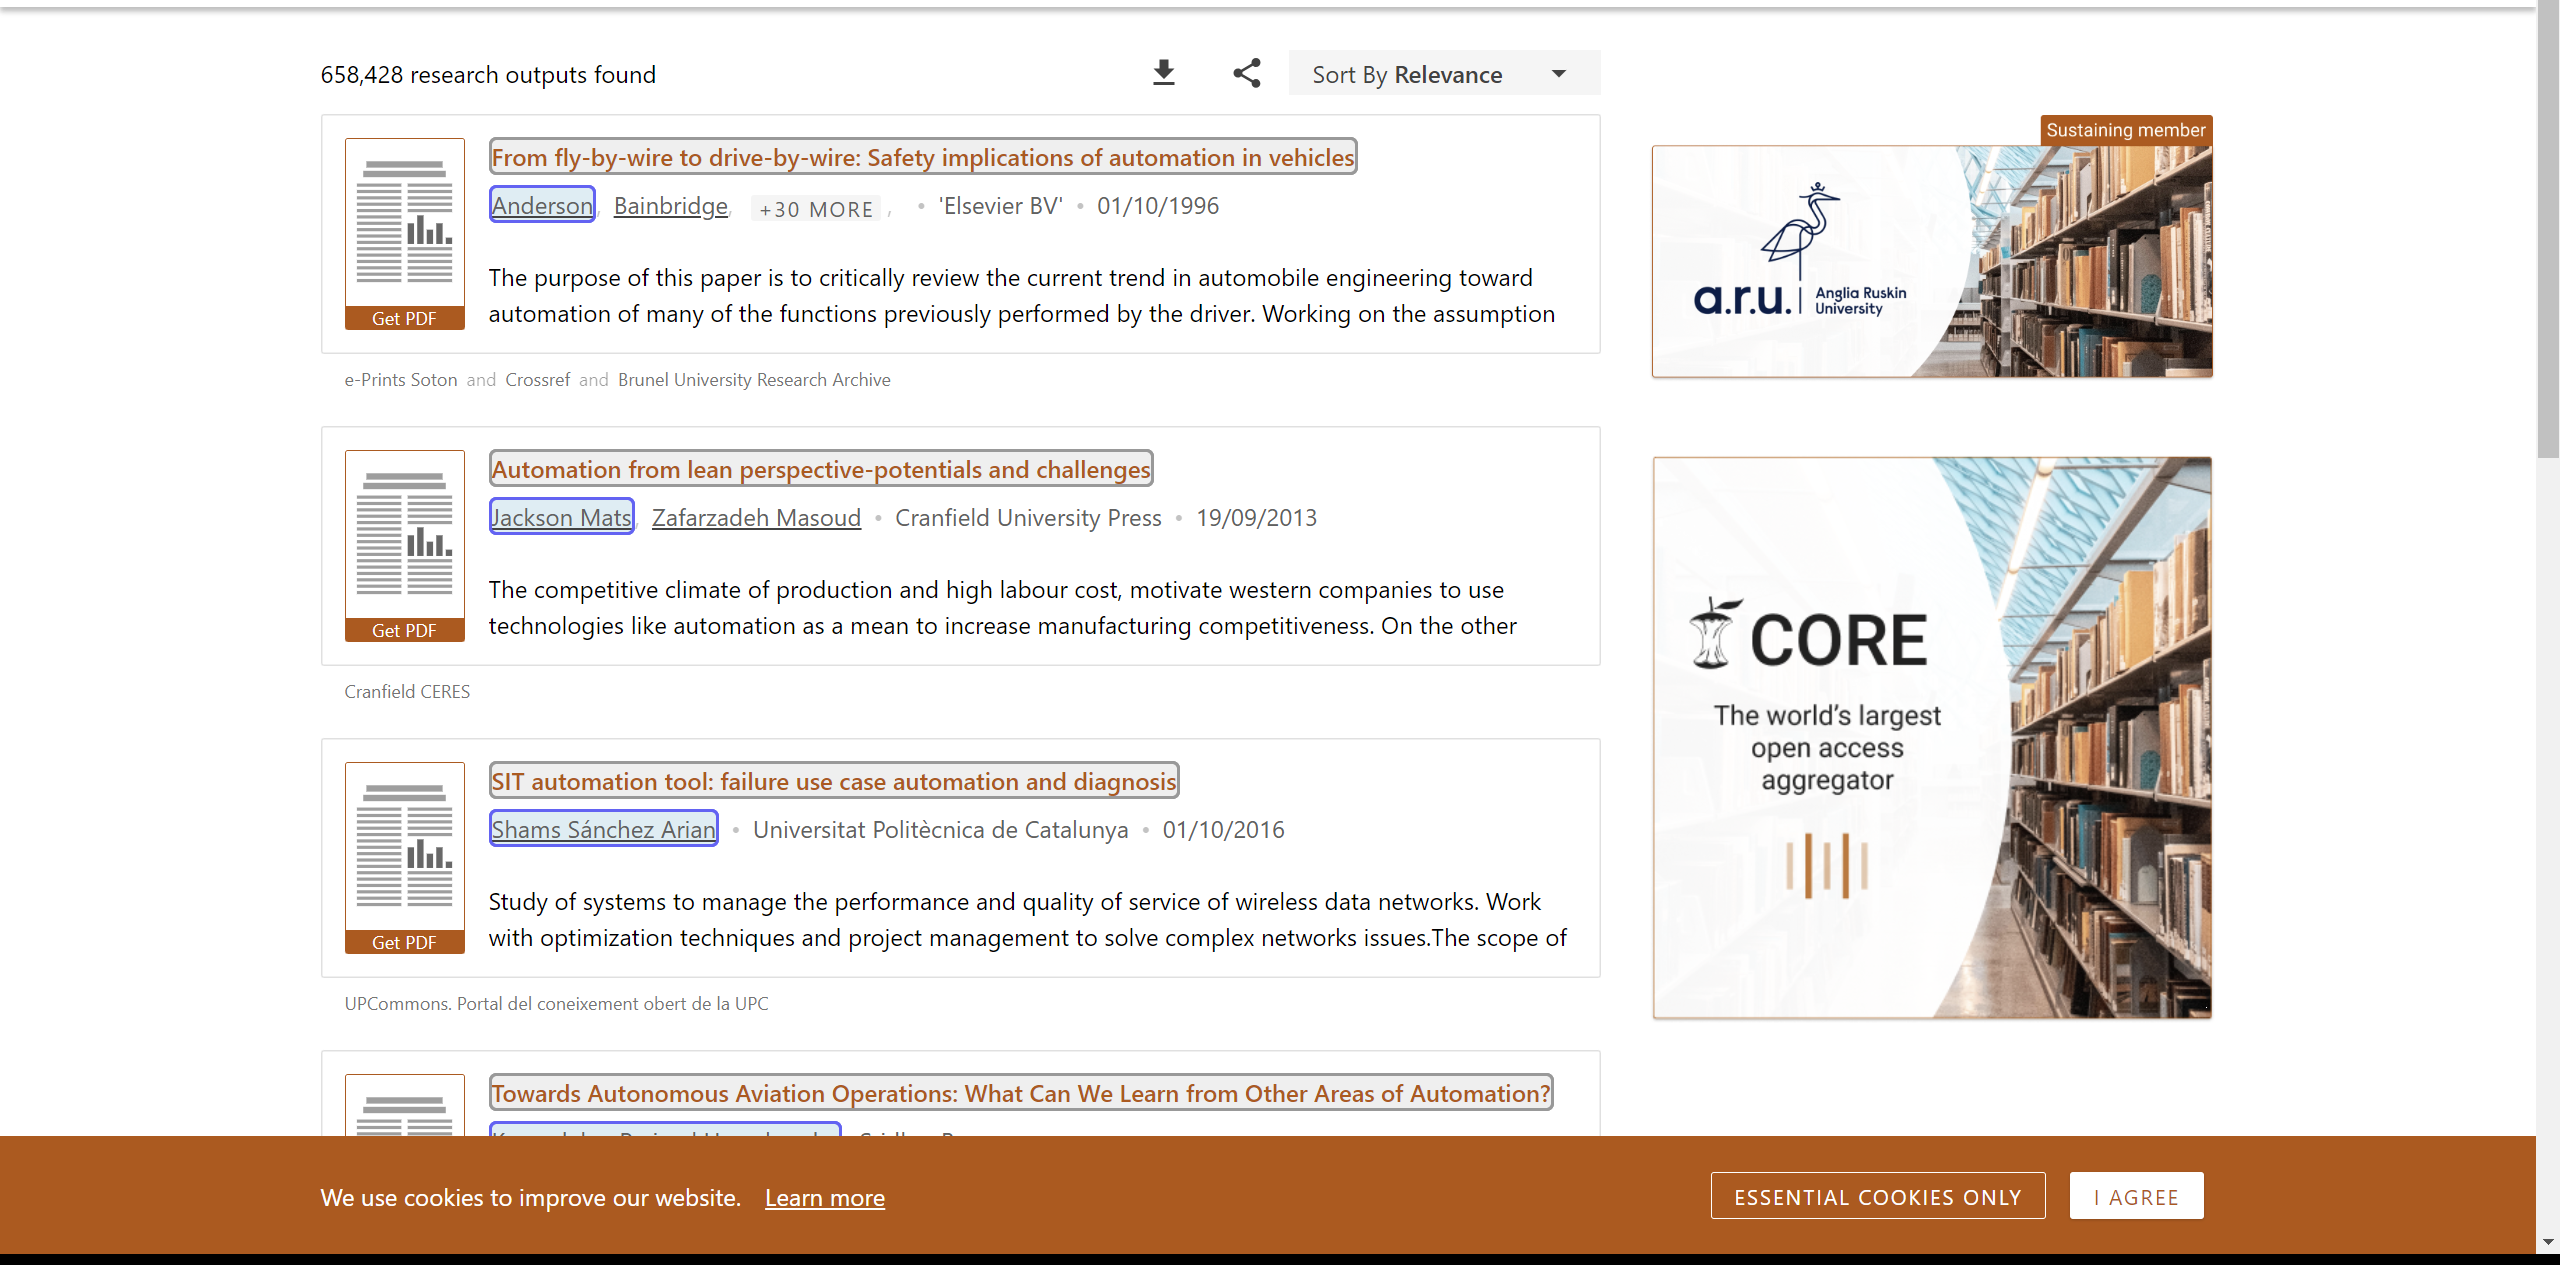 658,428 research outputs found
Sort By Relevance
From fly-by-wire to drive-by-wire: Safety implications of automation in vehicles
Anderson, Bainbridge, +30 MORE , • 'Elsevier BV' • 01/10/1996
The purpose of this paper is to critically review the current trend in automobile engineering toward
automation of many of the functions previously performed by the driver. Working on the assumption
Get PDF
e-Prints Soton and Crossref and Brunel University Research Archive
Automation from lean perspective-potentials and challenges
Jackson Mats, Zafarzadeh Masoud • Cranfield University Press • 19/09/2013
The competitive climate of production and high labour cost, motivate western companies to use
technologies like automation as a mean to increase manufacturing competitiveness. On the other
Get PDF
Cranfield CERES
SIT automation tool: failure use case automation and diagnosis
Shams Sánchez Arian • Universitat Politècnica de Catalunya • 01/10/2016
Study of systems to manage the performance and quality of service of wireless data networks. Work
with optimization techniques and project management to solve complex networks issues.The scope of
Get PDF
UPCommons. Portal del coneixement obert de la UPC
Towards Autonomous Aviation Operations: What Can We Learn from Other Areas of Automation?
Sustaining member
a.r.u. Anglia Ruskin
University
CORE
The world's largest
open access
aggregator
We use cookies to improve our website. Learn more
ESSENTIAL COOKIES ONLY
I AGREE